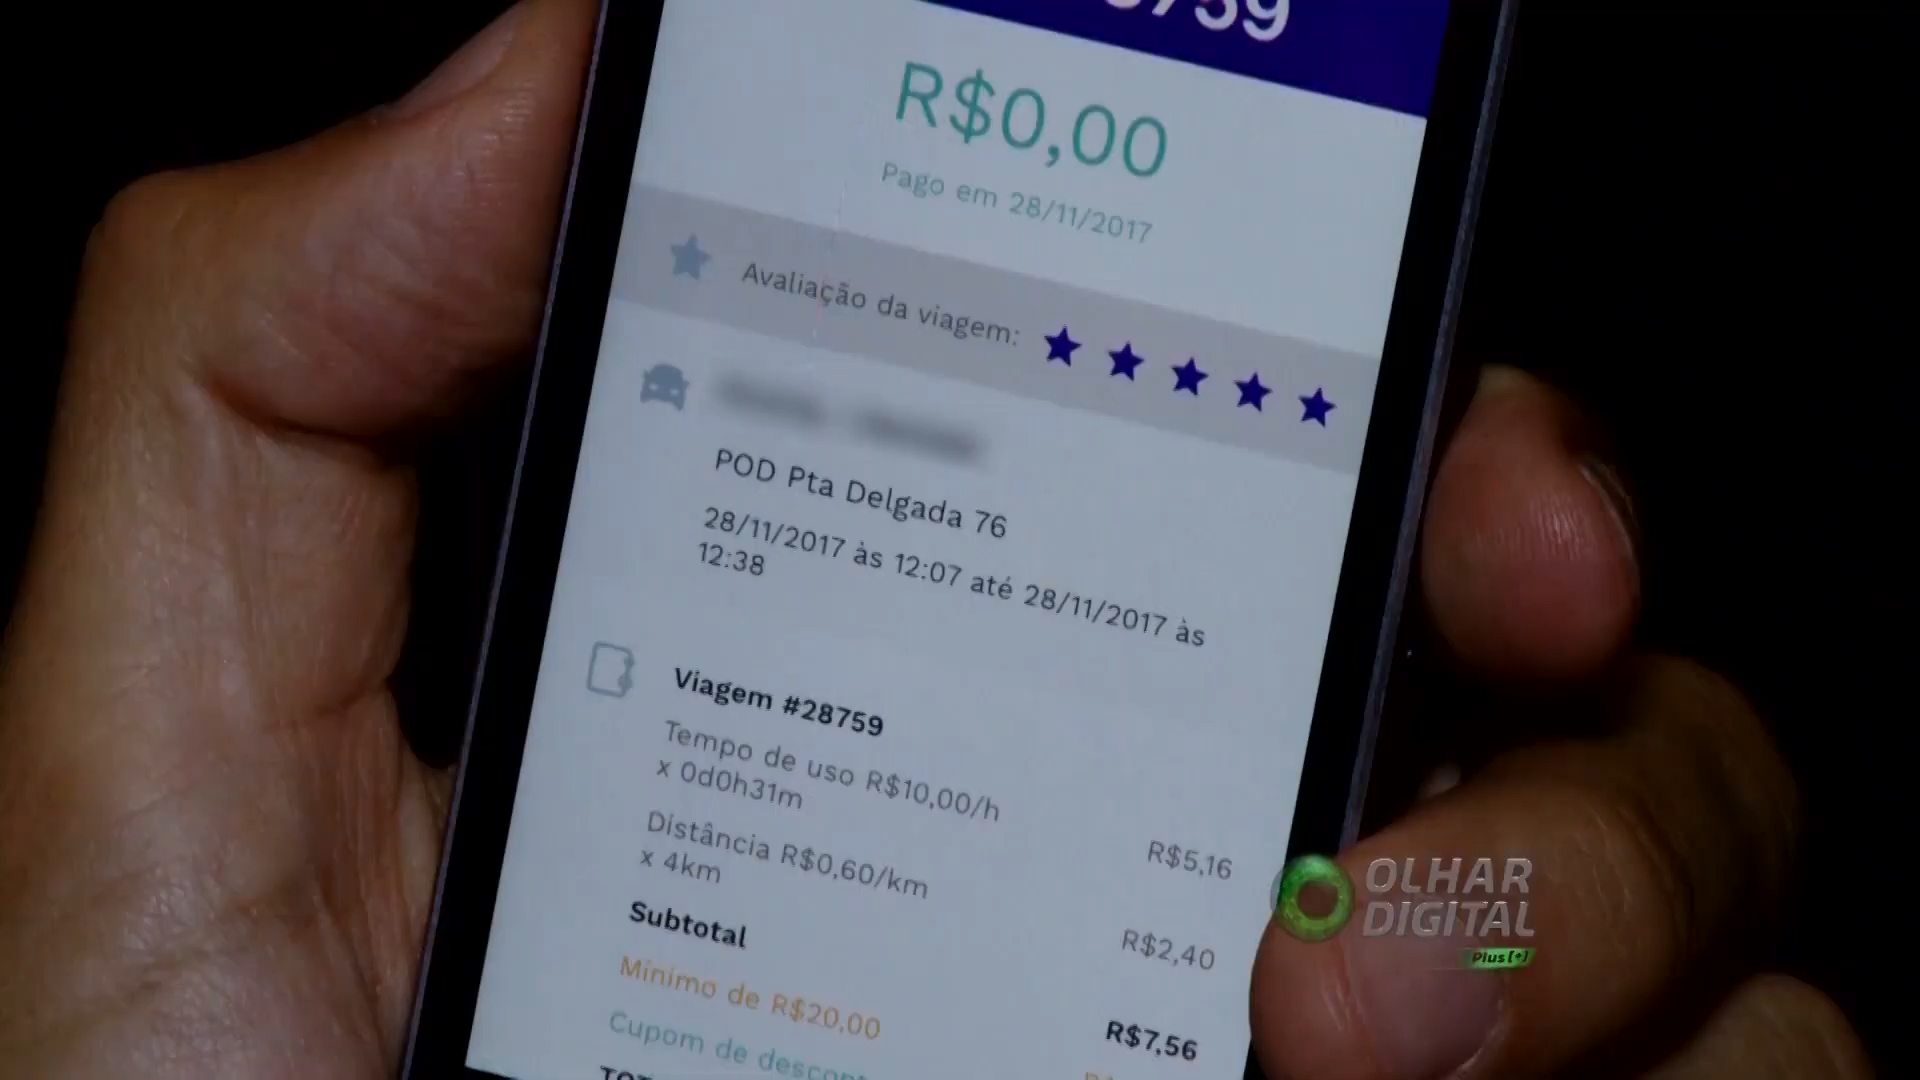 R$0,00
Pago em 28/11/2017
Avaliação da viagem:
POD Pta Delgada 76
28/11/2017 às 12:07 até 28/11/2017 às
12:38
Viagem #28759
Tempo de uso R$10,00/h
x 0d0h31m
R$5,16
Distância R$0,60/km
x 4km
R$2,40
Subtotal
R$7,56
Mínimo de R$20,00
Cupom de
OLHAR
DIGITAL
Plus[+]